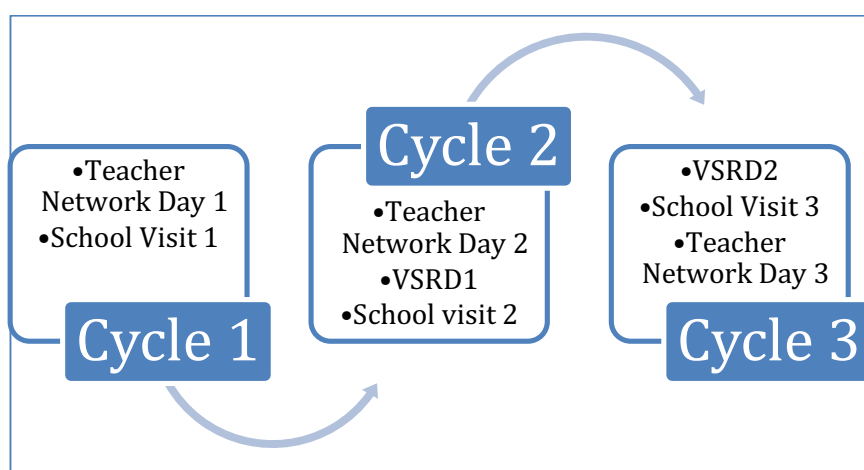 •Teacher
Network Day 1
•School Visit 1
Cycle 1
Cycle 2
•Teacher
Network Day 2
•VSRD1
•School visit 2
•VSRD2
•School Visit 3
•Teacher
Network Day 3
Cycle 3